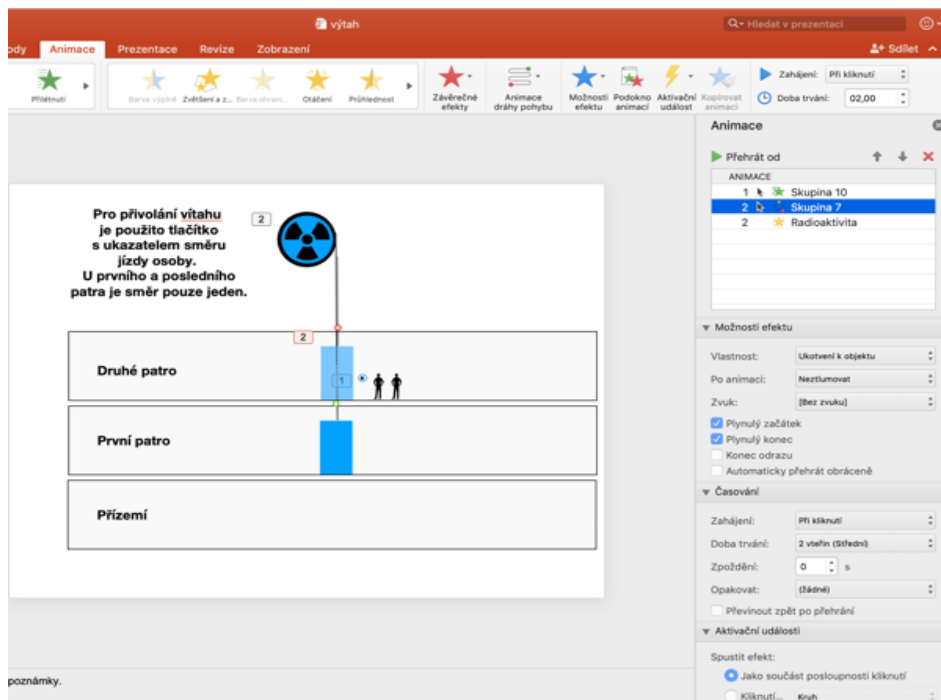 výtah
Hledat v prezentaci
ody
Animace
Prezentace
Revize
Zobrazení
Sdílet
Přilétnutí
Barva výplně
Zvětšení a z...
Barva ohran...
Otáčení
Průhlednost
Závěrečné
efekty
Animace
dráhy pohybu
Možnosti
efektu
Podokno
animací
Aktivační
událost
Kopírovat
animaci
Zahájení: Při kliknutí
Doba trvání: 02,00
Animace
Přehrát od
ANIMACE
1 Skupina 10
2 Skupina 7
2 Radioaktivita
Pro přivolání vítahu
je použito tlačítko
s ukazatelem směru
jízdy osoby.
U prvního a posledního
patra je směr pouze jeden.
2
2
Druhé patro
1
První patro
Přízemí
Možnosti efektu
Vlastnost: Ukotvení k objektu
Po animaci: Neztlumovat
Zvuk: [Bez zvuku]
Plynulý začátek
Plynulý konec
Konec odrazu
Automaticky přehrát obráceně
Časování
Zahájení: Při kliknutí
Doba trvání: 2 vteřin (Střední)
Zpoždění: 0 s
Opakovat: (žádné)
Převinout zpět po přehrání
Aktivační události
Spustit efekt:
Jako součást posloupnosti kliknutí
Kliknutí... Kruh
poznámky.